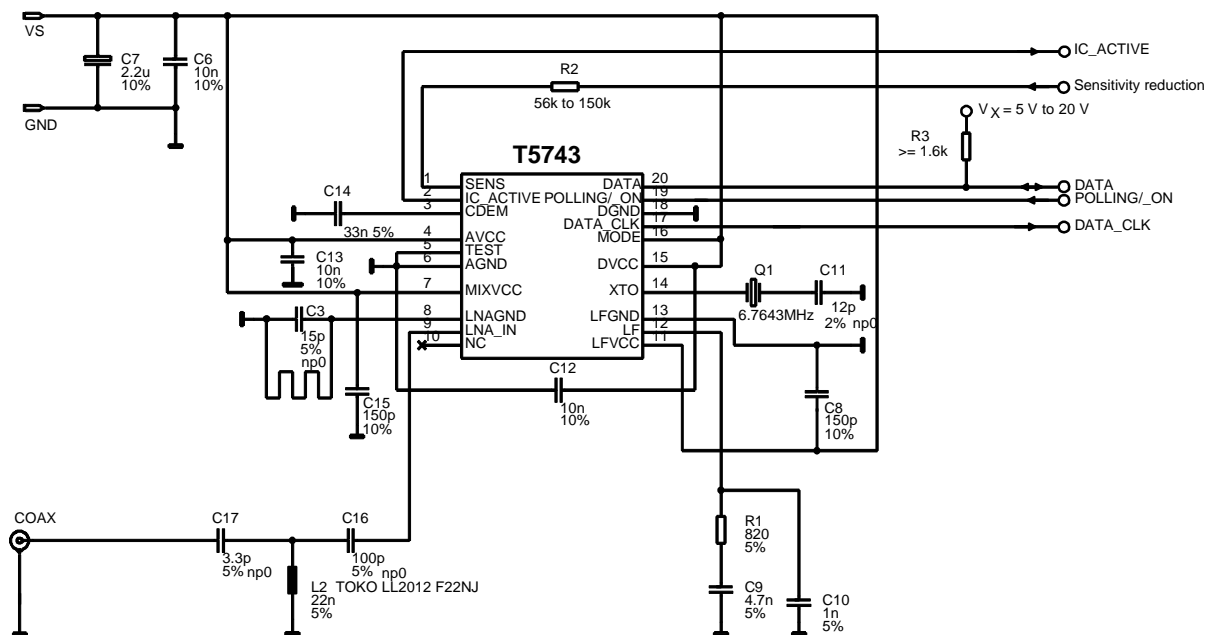 VS
C7
2.2u
10%
C6
10n
10%
GND
IC_ACTIVE
R2
56k to 150k
Sensitivity reduction
V X = 5 V to 20 V
R3
>= 1.6k
T5743
1 SENS DATA 20
2 IC_ACTIVE POLLING/_ON 19
3 CDEM DGND 18
DATA_CLK 17
4 AVCC MODE 16
5 TEST
6 AGND DVCC 15
7 MIXVCC XTO 14
8 LNAGND LFGND 13
9 LNA_IN LF 12
10 NC LFVCC 11
DATA
POLLING/_ON
DATA_CLK
C14
33n 5%
C13
10n
10%
C3
15p
5%
np0
C15
150p
10%
C12
10n
10%
Q1
6.7643MHz
C11
12p
2% np0
C8
150p
10%
COAX
C17
3.3p
5% np0
C16
100p
5% np0
L2 TOKO LL2012 F22NJ
22n
5%
R1
820
5%
C9
4.7n
5%
C10
1n
5%